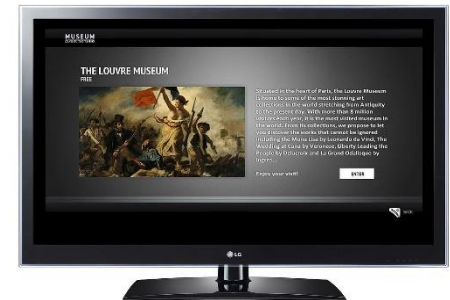 MUSEUM
THE LOUVRE MUSEUM
FREE
Situated in the heart of Paris, the Louvre Museum
is home to some of the most stunning art
collections in the world stretching from Antiquity
to the present day. With more than 8 million
visitors each year, it is the most visited museum in
the world. From its collections, we propose to let
you discover the works that cannot be ignored
including the Mona Lisa by Leonardo da Vinci, The
Wedding at Cana by Veronese, Liberty Leading the
People by Delacroix and La Grand Odalisque by
Ingres...
Enjoy your visit!
ENTER
LG